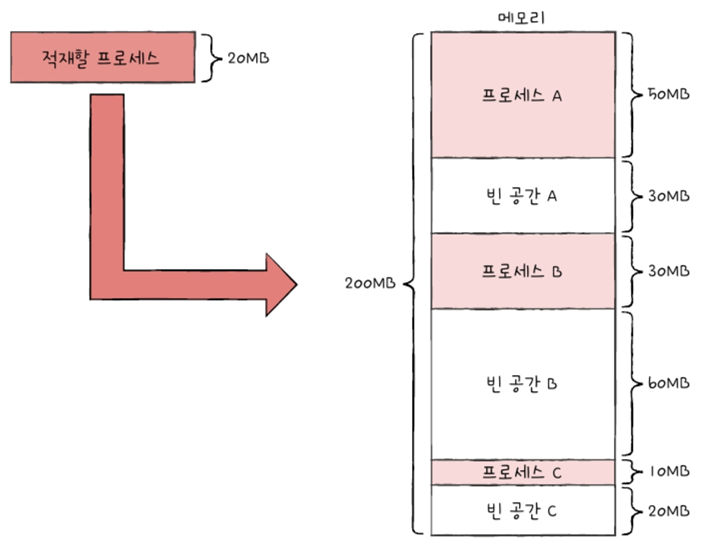 메모리
적재할 프로세스
20MB
프로세스 A
50MB
빈 공간 A
30MB
프로세스 B
30MB
200MB
빈 공간 B
60MB
프로세스 C
10MB
빈 공간 C
20MB